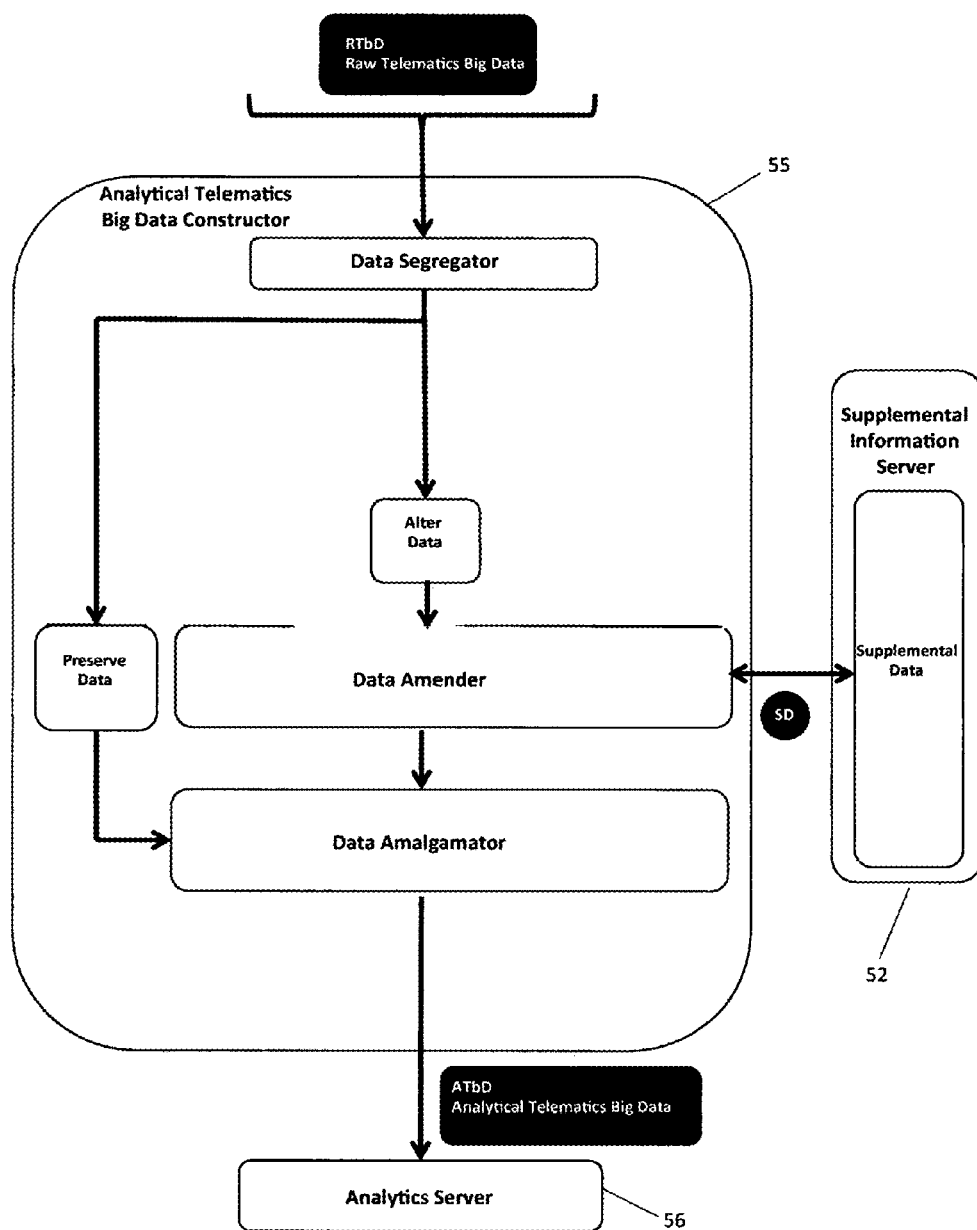 RTbD
Raw Telematics Big Data
55
Analytical Telematics
Big Data Constructor
Data Segregator
Supplemental
Information
Server
Alter
Data
Preserve
Data
Data Amender
Supplemental
Data
SD
Data Amalgamator
52
ATbD
Analytical Telematics Big Data
Analytics Server
56